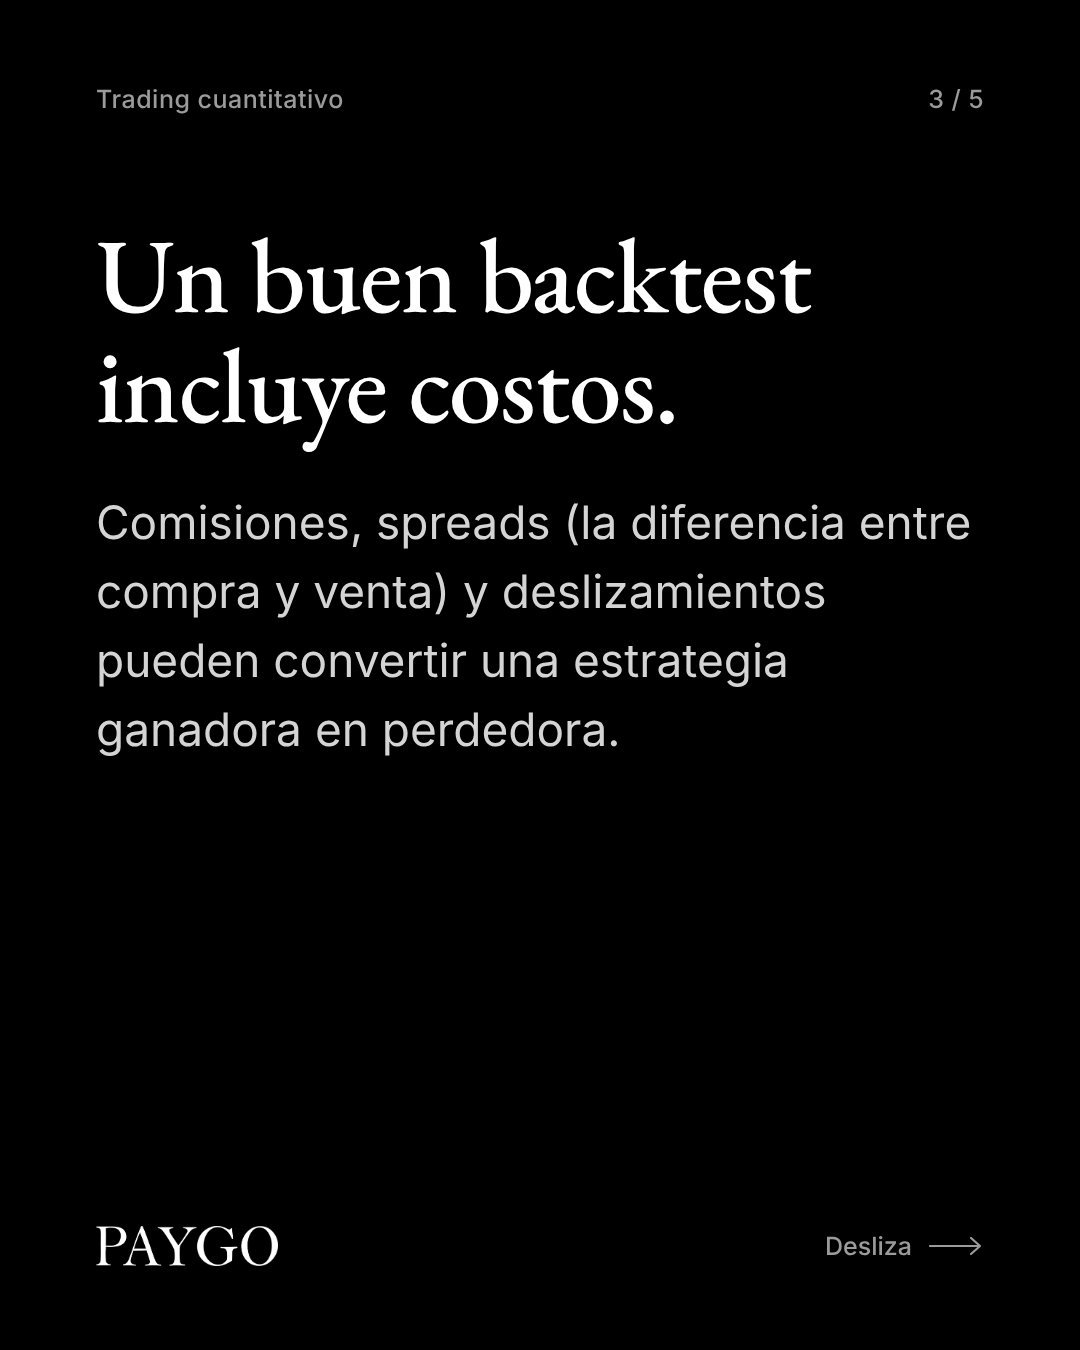 Trading cuantitativo
3 / 5
Un buen backtest
incluye costos.
Comisiones, spreads (la diferencia entre
compra y venta) y deslizamientos
pueden convertir una estrategia
ganadora en perdedora.
PAYGO
Desliza